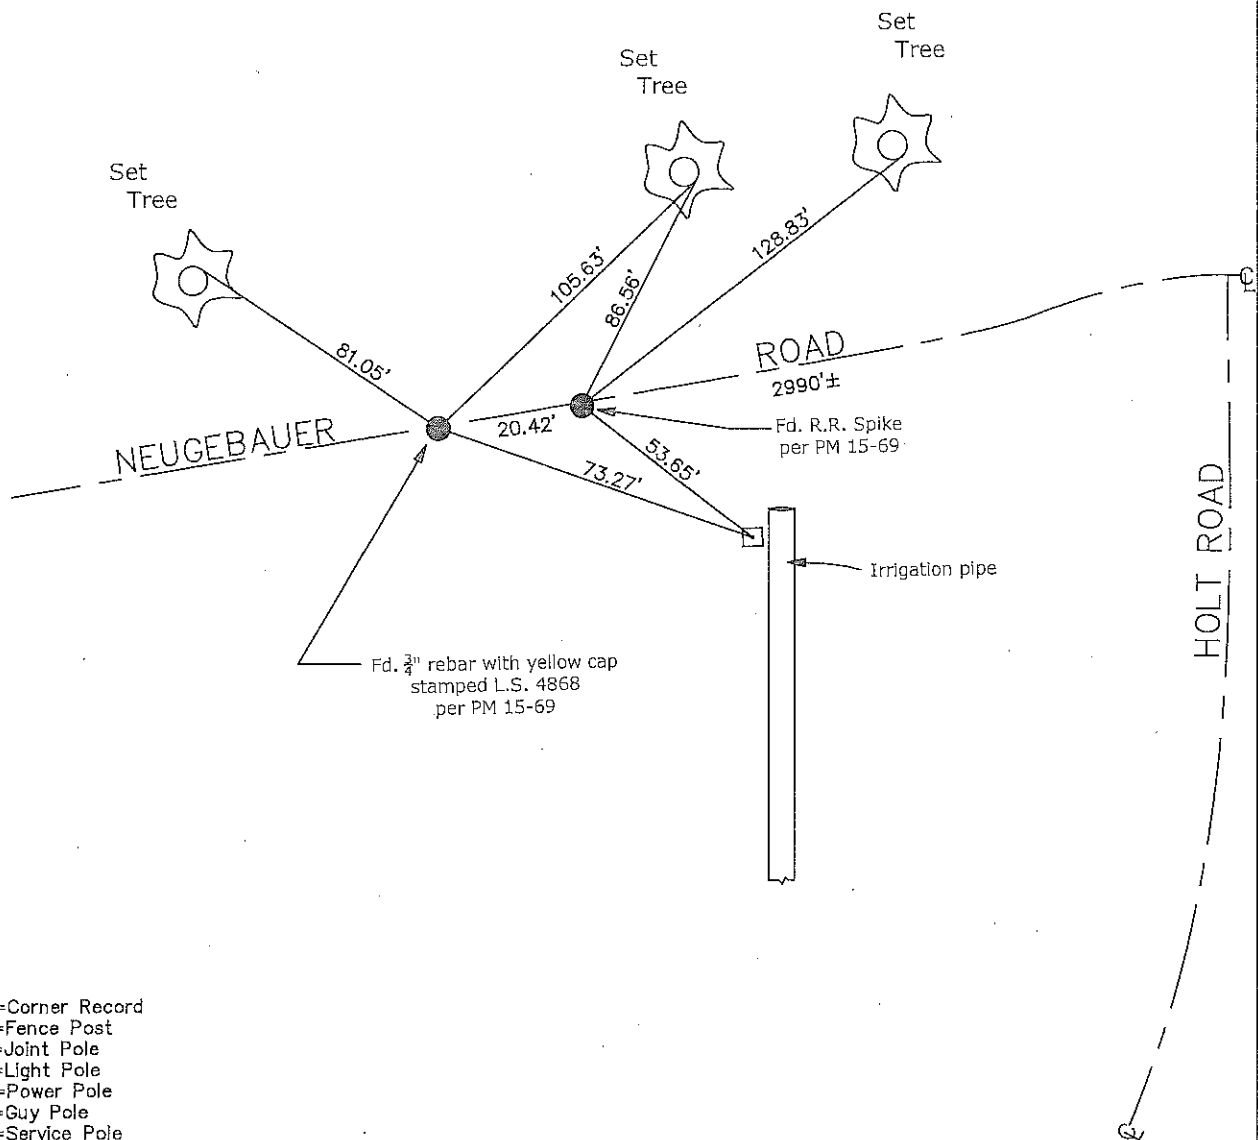 Set
Tree
Set
Tree
Set
Tree
81.05'
105.63'
86.56'
128.83'
NEUGEBAUER
20.42'
ROAD
2990'±
Fd. R.R. Spike
per PM 15-69
53.65'
73.27'
Irrigation pipe
HOLT ROAD
Fd. ¾" rebar with yellow cap
stamped L.S. 4868
per PM 15-69
=Corner Record
=Fence Post
=Joint Pole
=Light Pole
=Power Pole
=Guy Pole
=Service Pole